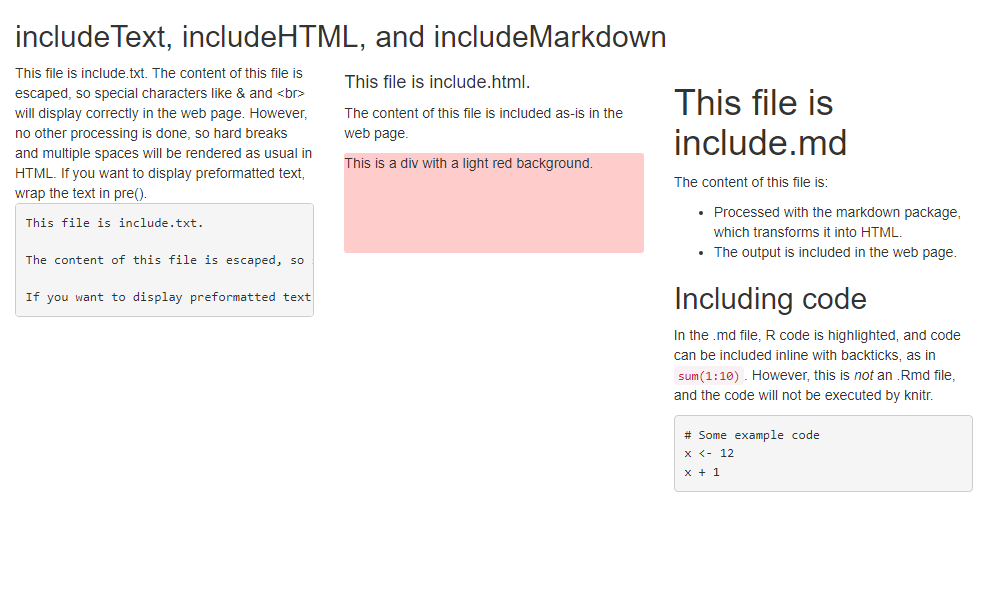 includeText, includeHTML, and includeMarkdown
This file is include.txt. The content of this file is
escaped, so special characters like & and <br>
will display correctly in the web page. However,
no other processing is done, so hard breaks
and multiple spaces will be rendered as usual in
HTML. If you want to display preformatted text,
wrap the text in pre().
This file is include.txt.
The content of this file is escaped, so
If you want to display preformatted text
This file is include.html.
The content of this file is included as-is in the
web page.
This is a div with a light red background.
This file is
include.md
The content of this file is:
• Processed with the markdown package,
which transforms it into HTML.
• The output is included in the web page.
Including code
In the .md file, R code is highlighted, and code
can be included inline with backticks, as in
sum(1:10). However, this is not an .Rmd file,
and the code will not be executed by knitr.
# Some example code
x <- 12
x + 1